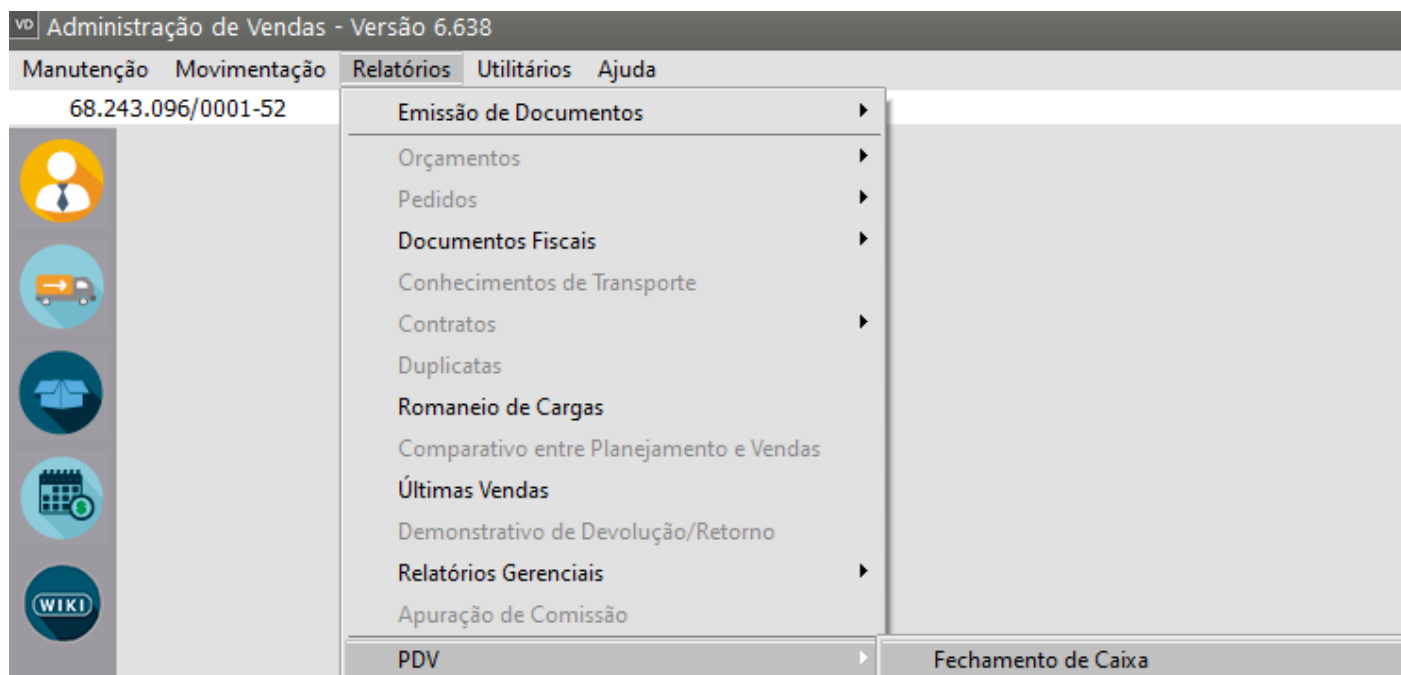 VD Administração de Vendas - Versão 6.638
Manutenção Movimentação Relatórios Utilitários Ajuda
68.243.096/0001-52
Emissão de Documentos
Orçamentos
Pedidos
Documentos Fiscais
Conhecimentos de Transporte
Contratos
Duplicatas
Romaneio de Cargas
Comparativo entre Planejamento e Vendas
Últimas Vendas
Demonstrativo de Devolução/Retorno
Relatórios Gerenciais
WIKI
Apuração de Comissão
PDV Fechamento de Caixa